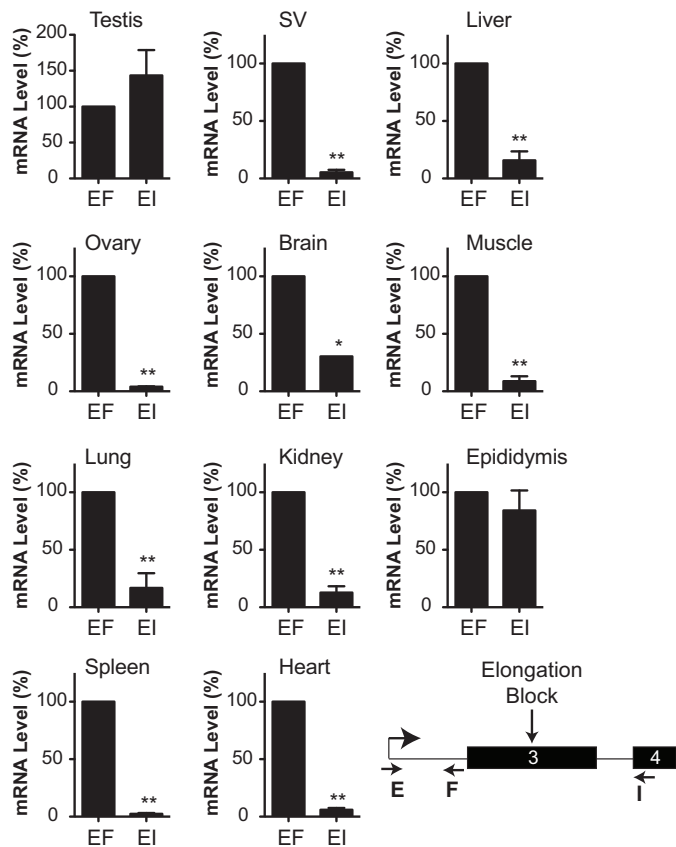 Testis
mRNA Level (%)
200
150
100
50
0
EF EI
SV
mRNA Level (%)
100
50
0
**
EF EI
Liver
mRNA Level (%)
100
50
0
**
EF EI
Ovary
mRNA Level (%)
100
50
0
**
EF EI
Brain
mRNA Level (%)
100
50
0
*
EF EI
Muscle
mRNA Level (%)
100
50
0
**
EF EI
Lung
mRNA Level (%)
100
50
0
**
EF EI
Kidney
mRNA Level (%)
100
50
0
**
EF EI
Epididymis
mRNA Level (%)
100
50
0
EF EI
Spleen
mRNA Level (%)
100
50
0
**
EF EI
Heart
mRNA Level (%)
100
50
0
**
EF EI
Elongation
Block
3 4
E F I